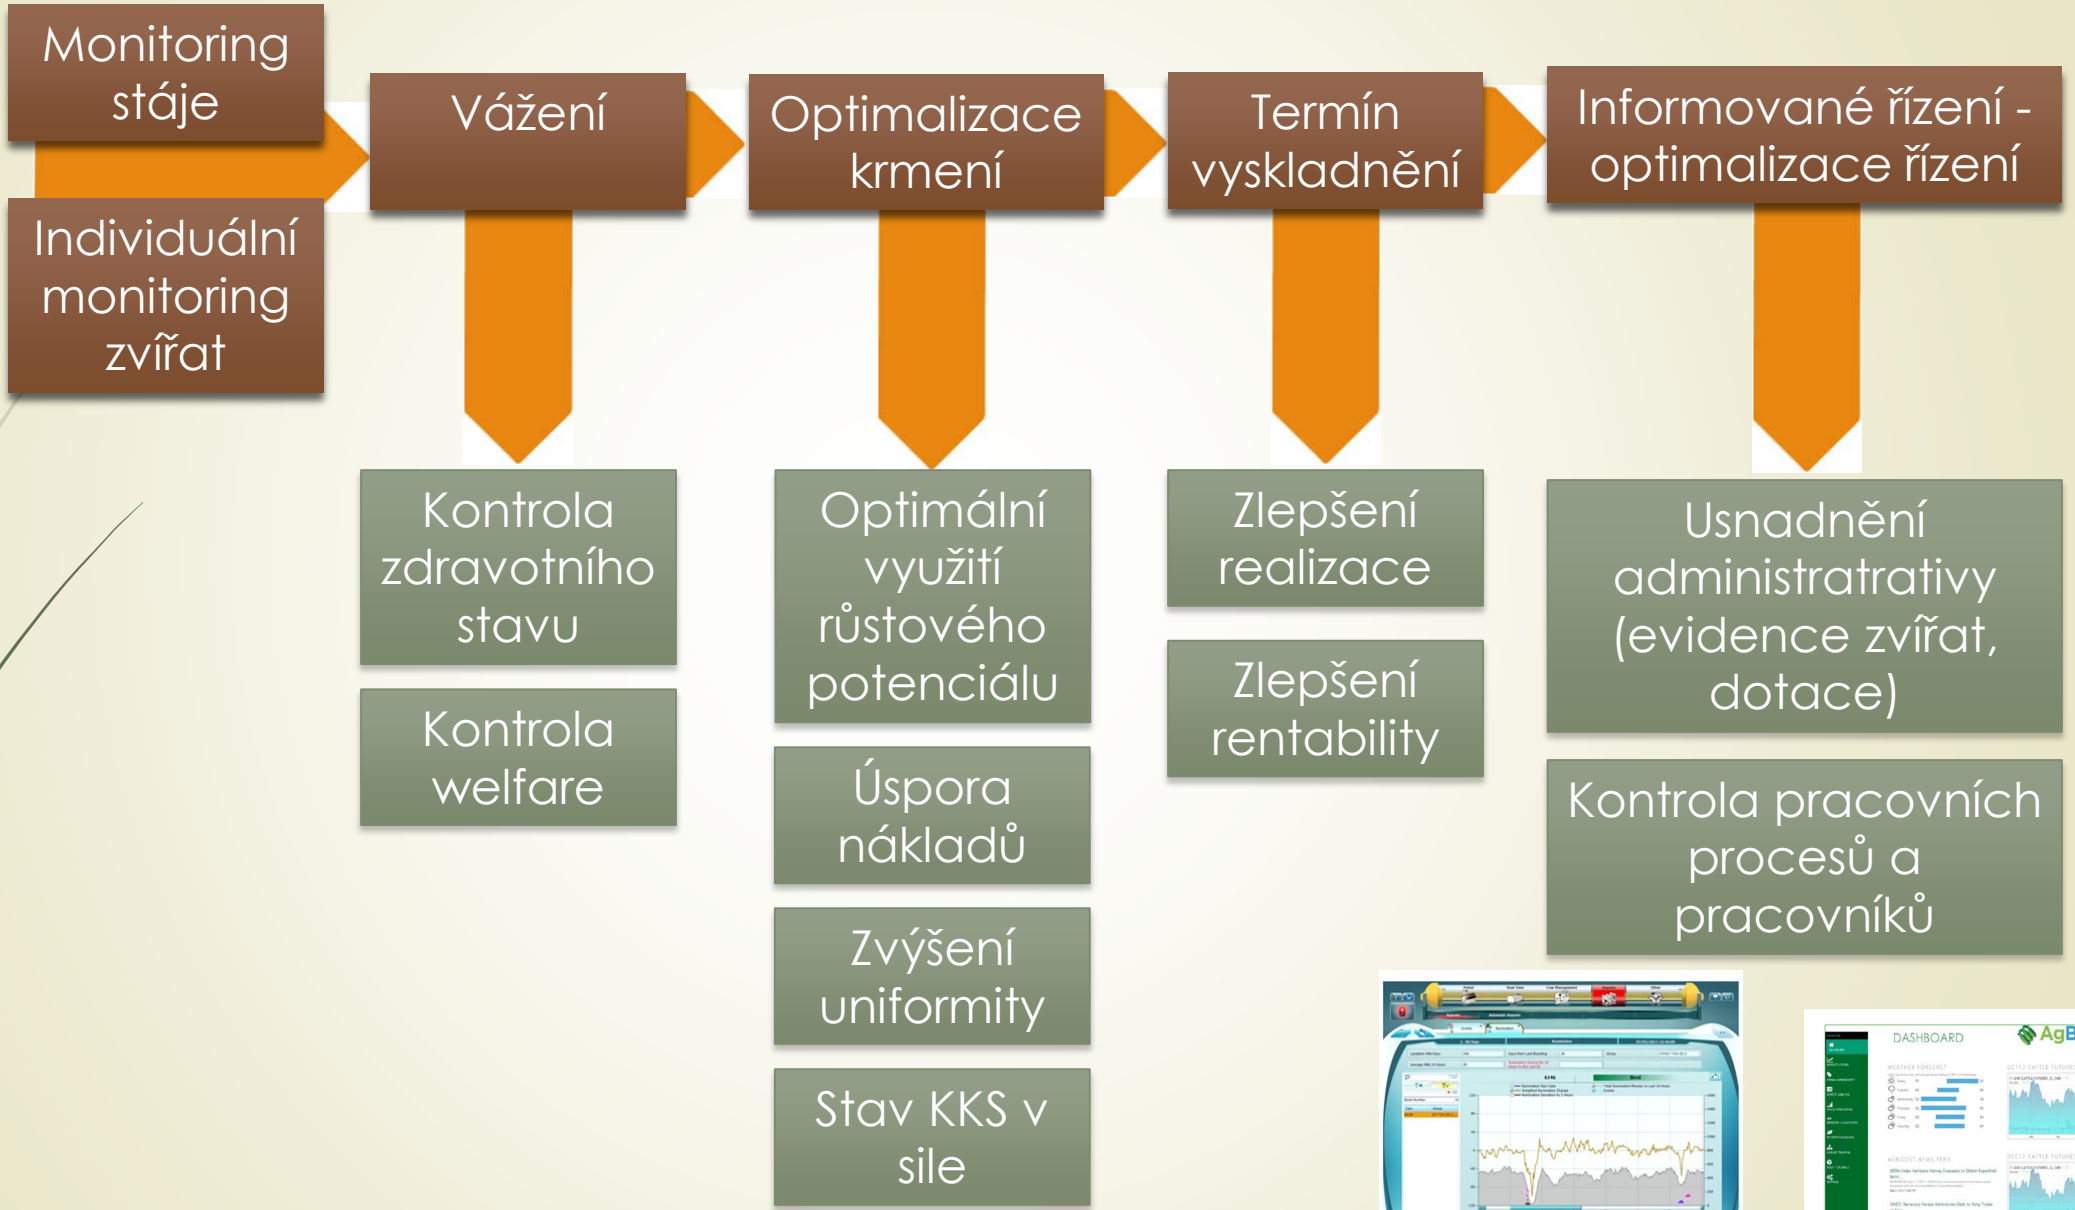 Monitoring
stáje
Individuální
monitoring
zvířat
Vážení
Optimalizace
krmení
Termín
vyskladnění
Informované řízení -
optimalizace řízení
Kontrola
zdravotního
stavu
Kontrola
welfare
Optimální
využití
růstového
potenciálu
Úspora
nákladů
Zvýšení
uniformity
Stav KKS v
sile
Zlepšení
realizace
Zlepšení
rentability
Usnadnění
administratrativy
(evidence zvířat,
dotace)
Kontrola pracovních
procesů a
pracovníků
DASHBOARD
AgB
WEATHER FORECAST